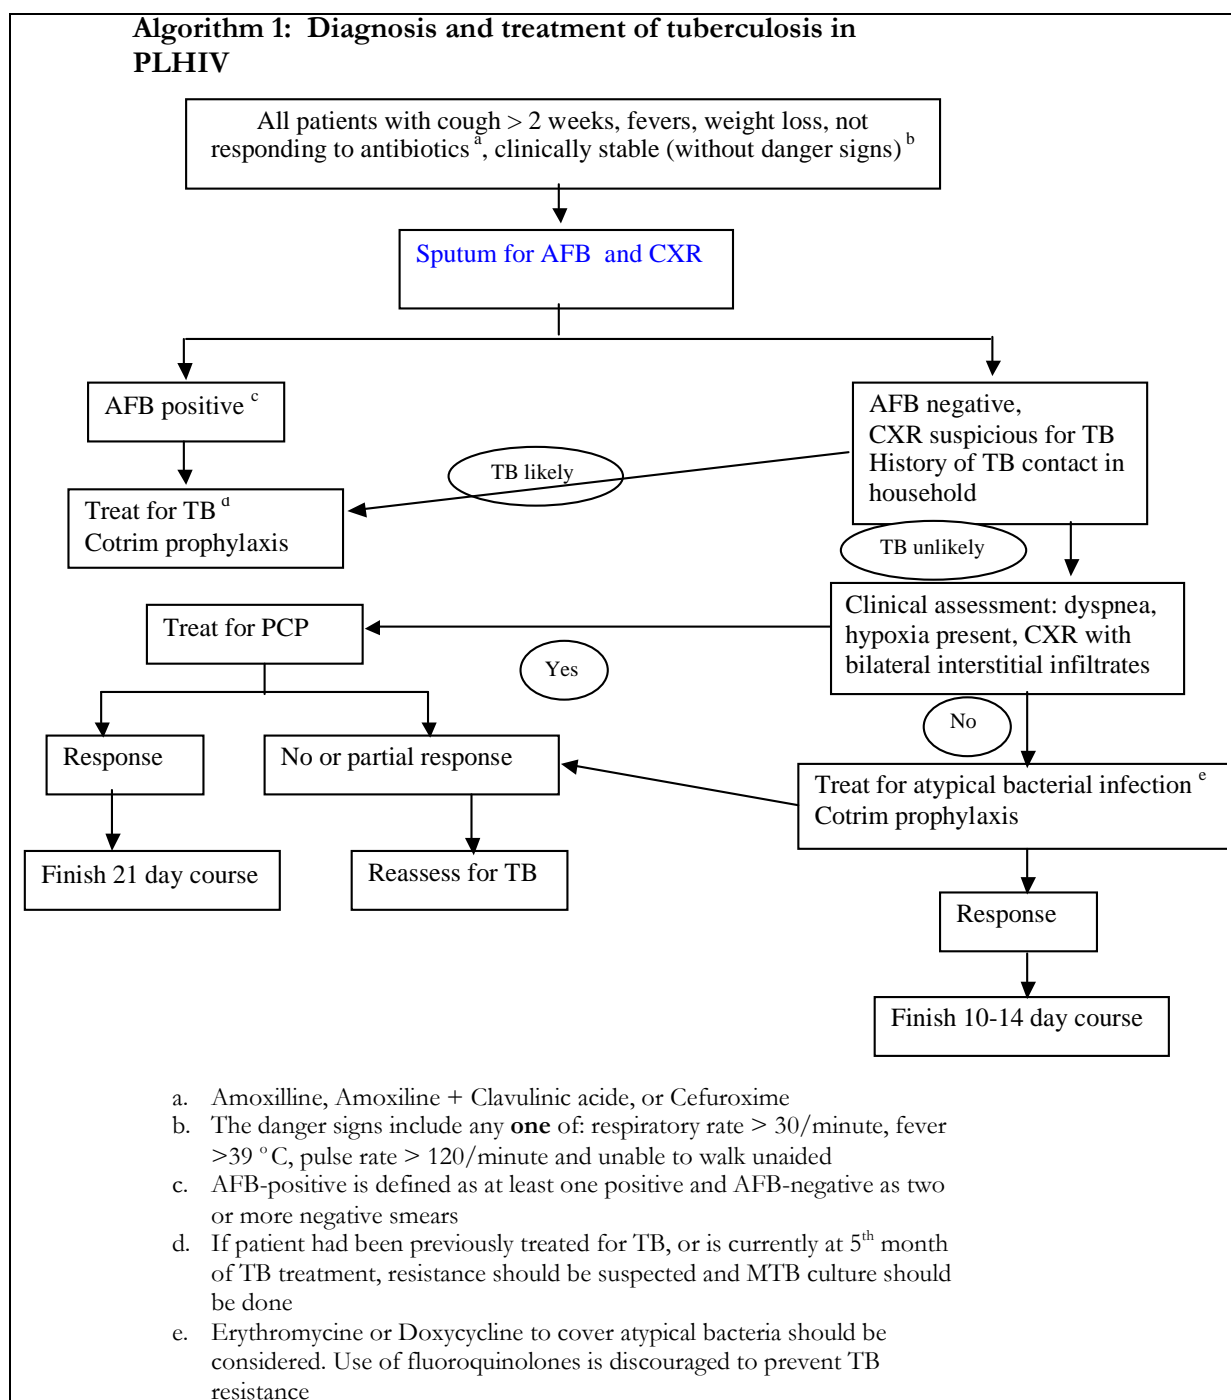 Algorithm 1: Diagnosis and treatment of tuberculosis in
PLHIV
All patients with cough > 2 weeks, fevers, weight loss, not
responding to antibiotics a, clinically stable (without danger signs) b
Sputum for AFB and CXR
AFB positive c
AFB negative,
CXR suspicious for TB
History of TB contact in
household
TB likely
Treat for TB d
Cotrim prophylaxis
TB unlikely
Clinical assessment: dyspnea,
hypoxia present, CXR with
bilateral interstitial infiltrates
Treat for PCP
Yes
No
Response
No or partial response
Treat for atypical bacterial infection e
Cotrim prophylaxis
Finish 21 day course
Reassess for TB
Response
Finish 10-14 day course
a. Amoxilline, Amoxiline + Clavulinic acide, or Cefuroxime
b. The danger signs include any one of: respiratory rate > 30/minute, fever
>39 °C, pulse rate > 120/minute and unable to walk unaided
c. AFB-positive is defined as at least one positive and AFB-negative as two
or more negative smears
d. If patient had been previously treated for TB, or is currently at 5th month
of TB treatment, resistance should be suspected and MTB culture should
be done
e. Erythromycine or Doxycycline to cover atypical bacteria should be
considered. Use of fluoroquinolones is discouraged to prevent TB
resistance